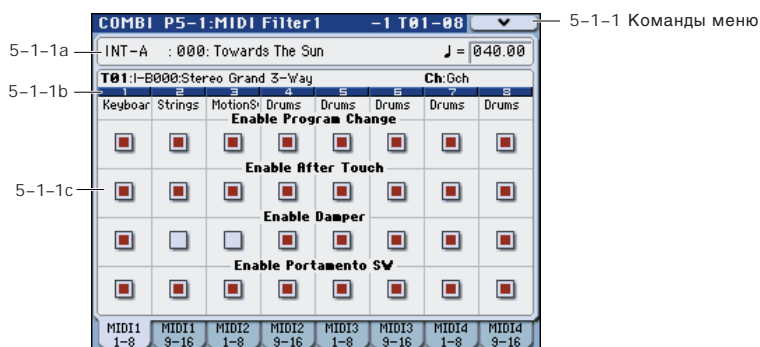 COMBI P5-1:MIDI Filter1 -1 T01-08
5-1-1 Команды меню
5-1-1a
INT-A : 000: Towards The Sun ♩ = 040.00
T01:I-B000:Stereo Grand 3-Way Ch:Gch
5-1-1b
1 2 3 4 5 6 7 8
Keyboar Strings MotionS Drums Drums Drums Drums Drums
Enable Program Change
Enable After Touch
5-1-1c
Enable Damper
Enable Portamento SW
MIDI1 1-8 MIDI1 9-16 MIDI2 1-8 MIDI2 9-16 MIDI3 1-8 MIDI3 9-16 MIDI4 1-8 MIDI4 9-16